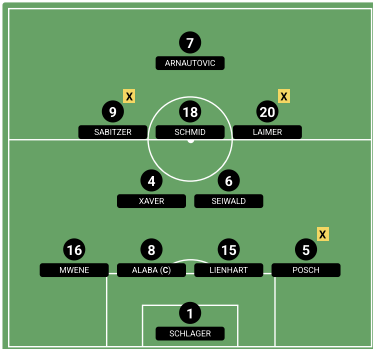 7
ARNAUTOVIC
X X
9 18 20
SABITZER SCHMID LAIMER
4 6
XAVER SEIWALD
X
16 8 15 5
MWENE ALABA (C) LIENHART POSCH
1
SCHLAGER